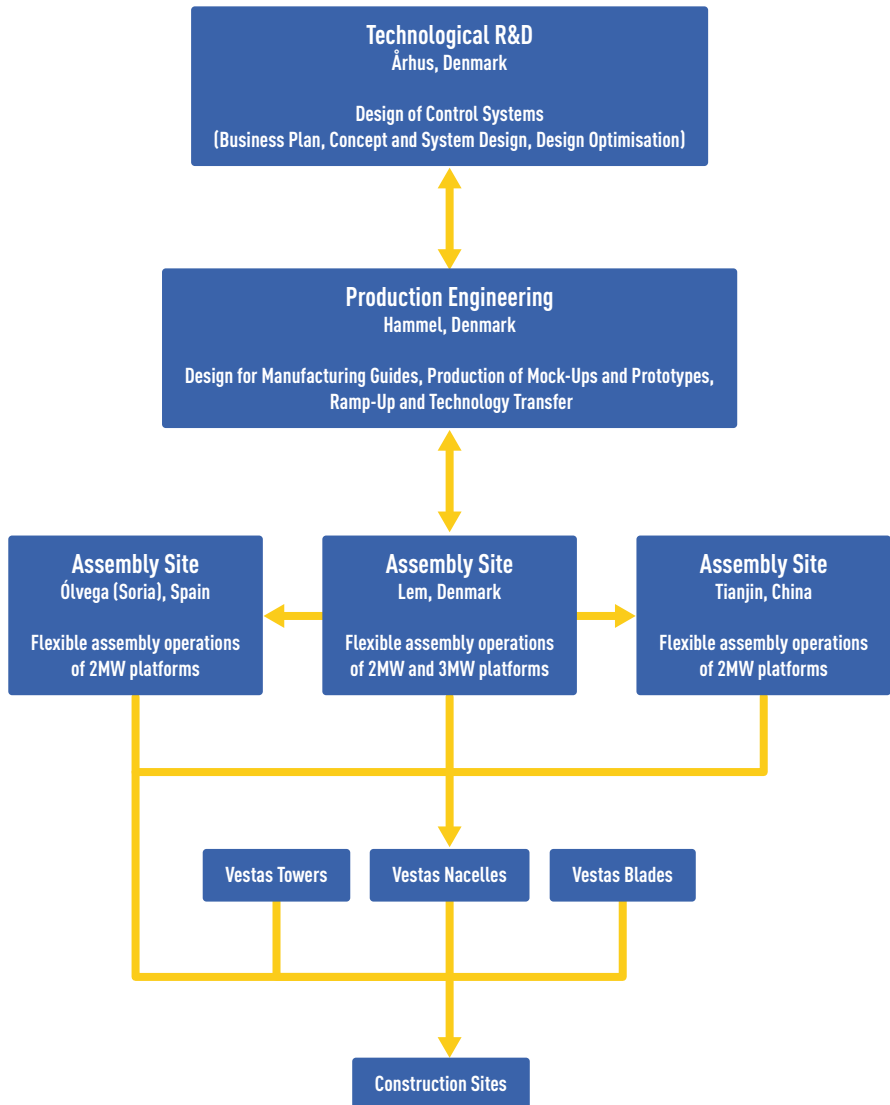 Technological R&D
Århus, Denmark
Design of Control Systems
(Business Plan, Concept and System Design, Design Optimisation)
Production Engineering
Hammel, Denmark
Design for Manufacturing Guides, Production of Mock-Ups and Prototypes,
Ramp-Up and Technology Transfer
Assembly Site
Ólvega (Soria), Spain
Flexible assembly operations
of 2MW platforms
Assembly Site
Lem, Denmark
Flexible assembly operations
of 2MW and 3MW platforms
Assembly Site
Tianjin, China
Flexible assembly operations
of 2MW platforms
Vestas Towers
Vestas Nacelles
Vestas Blades
Construction Sites